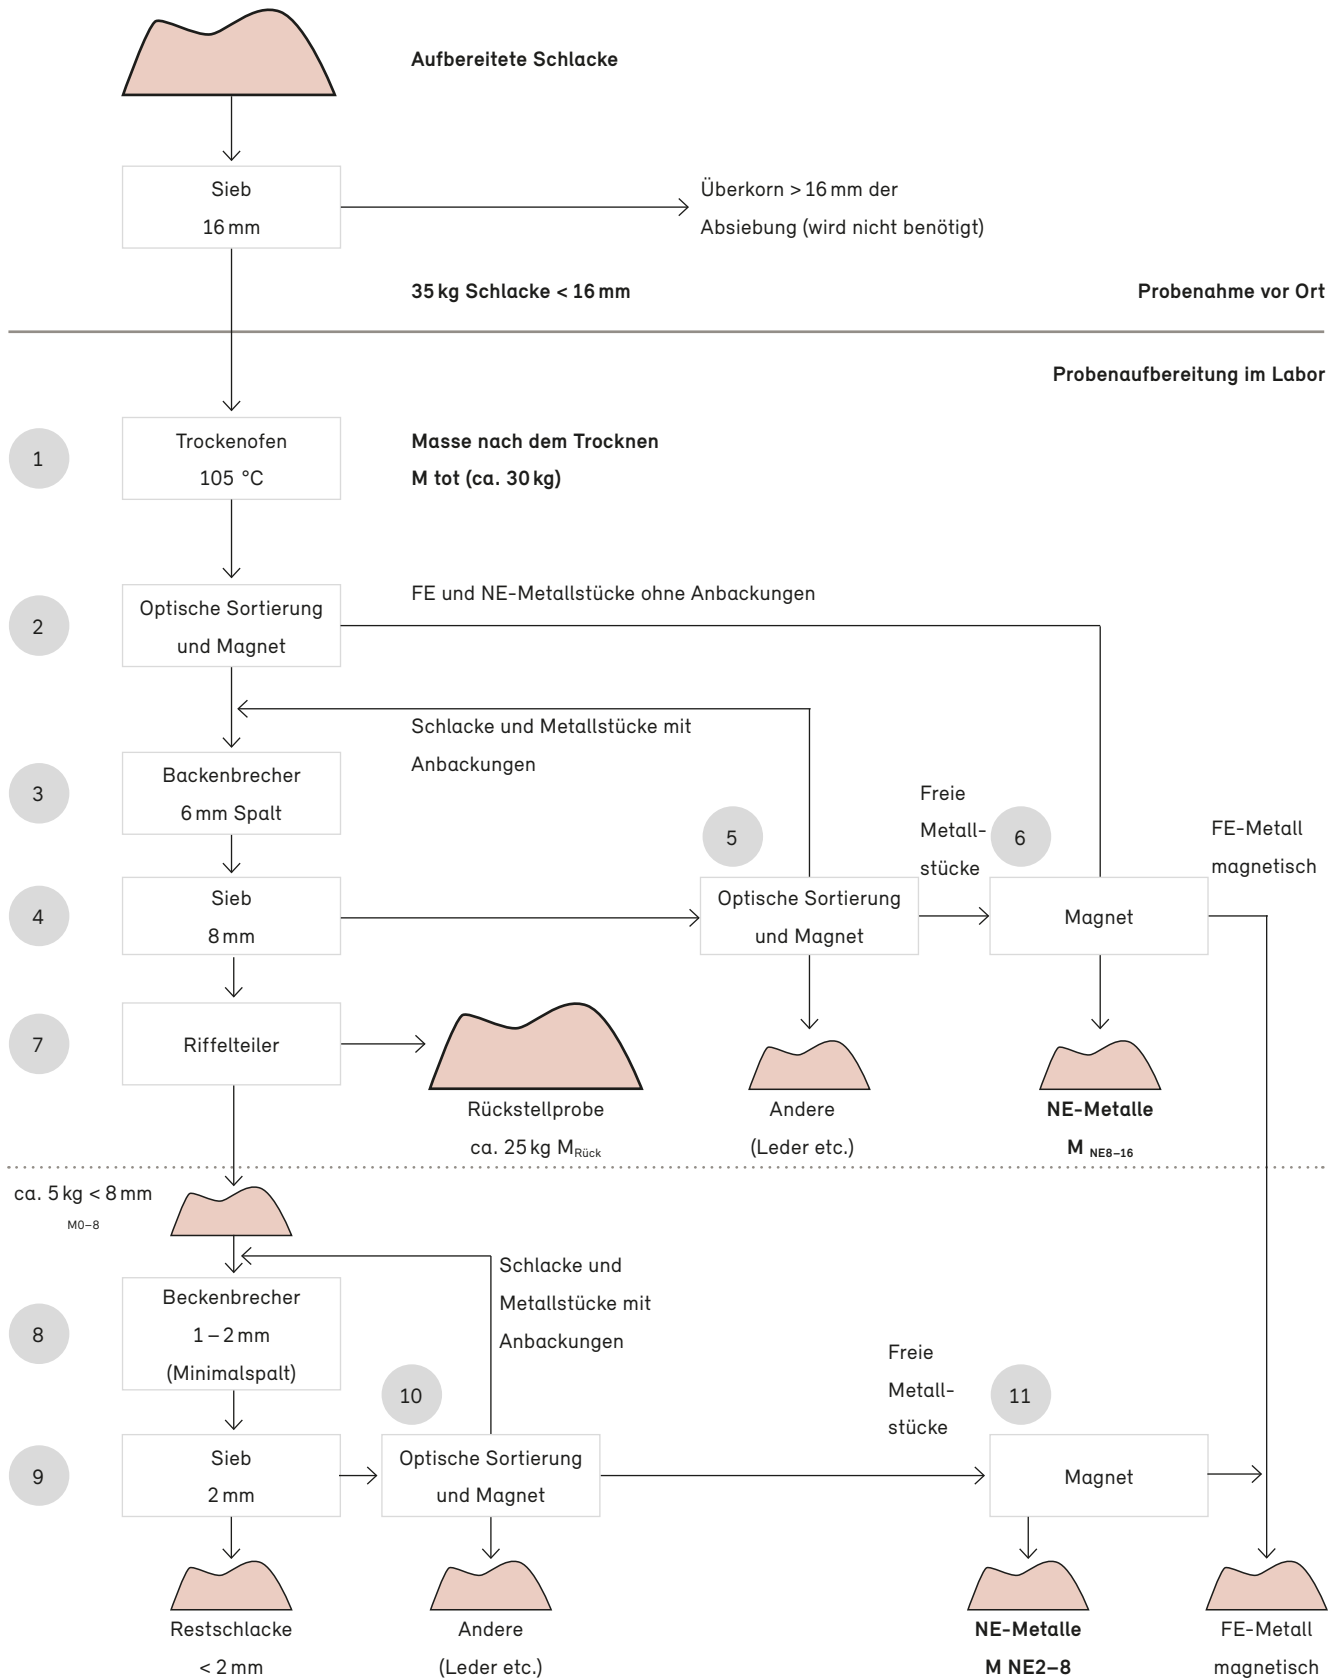 Aufbereitete Schlacke
Sieb
16 mm
Überkorn > 16 mm der
Absiebung (wird nicht benötigt)
35 kg Schlacke < 16 mm
Probenahme vor Ort
Probenaufbereitung im Labor
1
Trockenofen
105 °C
Masse nach dem Trocknen
M tot (ca. 30 kg)
2
Optische Sortierung
und Magnet
FE und NE-Metallstücke ohne Anbackungen
Schlacke und Metallstücke mit
Anbackungen
3
Backenbrecher
6 mm Spalt
4
Sieb
8 mm
5
Optische Sortierung
und Magnet
Freie
Metall-
stücke
6
Magnet
FE-Metall
magnetisch
7
Riffelteiler
Rückstellprobe
ca. 25 kg MRück
Andere
(Leder etc.)
NE-Metalle
M NE8–16
ca. 5 kg < 8 mm
M0–8
Schlacke und
Metallstücke mit
Anbackungen
8
Beckenbrecher
1 – 2 mm
(Minimalspalt)
9
Sieb
2 mm
10
Optische Sortierung
und Magnet
Freie
Metall-
stücke
11
Magnet
Restschlacke
< 2 mm
Andere
(Leder etc.)
NE-Metalle
M NE2–8
FE-Metall
magnetisch